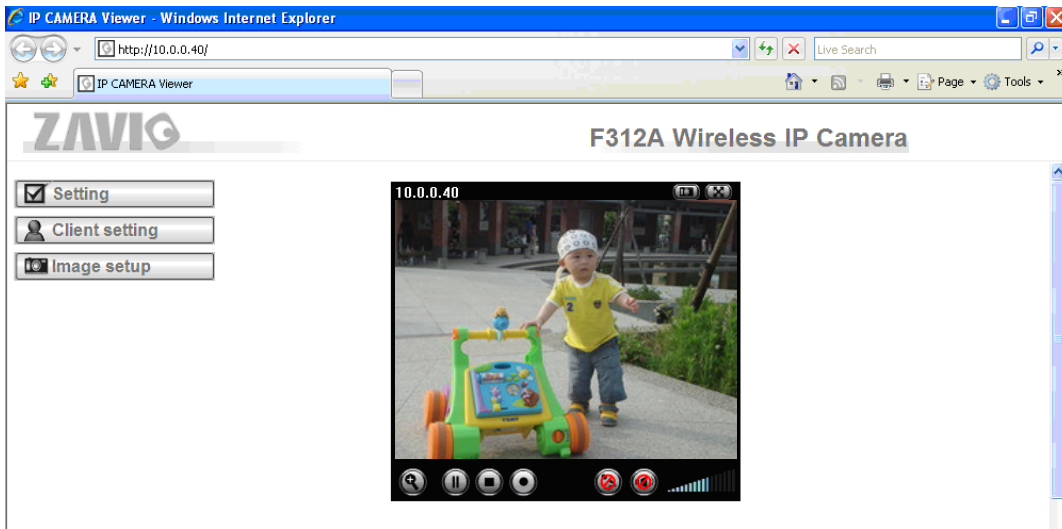 IP CAMERA Viewer - Windows Internet Explorer
http://10.0.0.40/
Live Search
IP CAMERA Viewer
Page
Tools
ZAVIO
F312A Wireless IP Camera
Setting
10.0.0.40
Client setting
Image setup
2